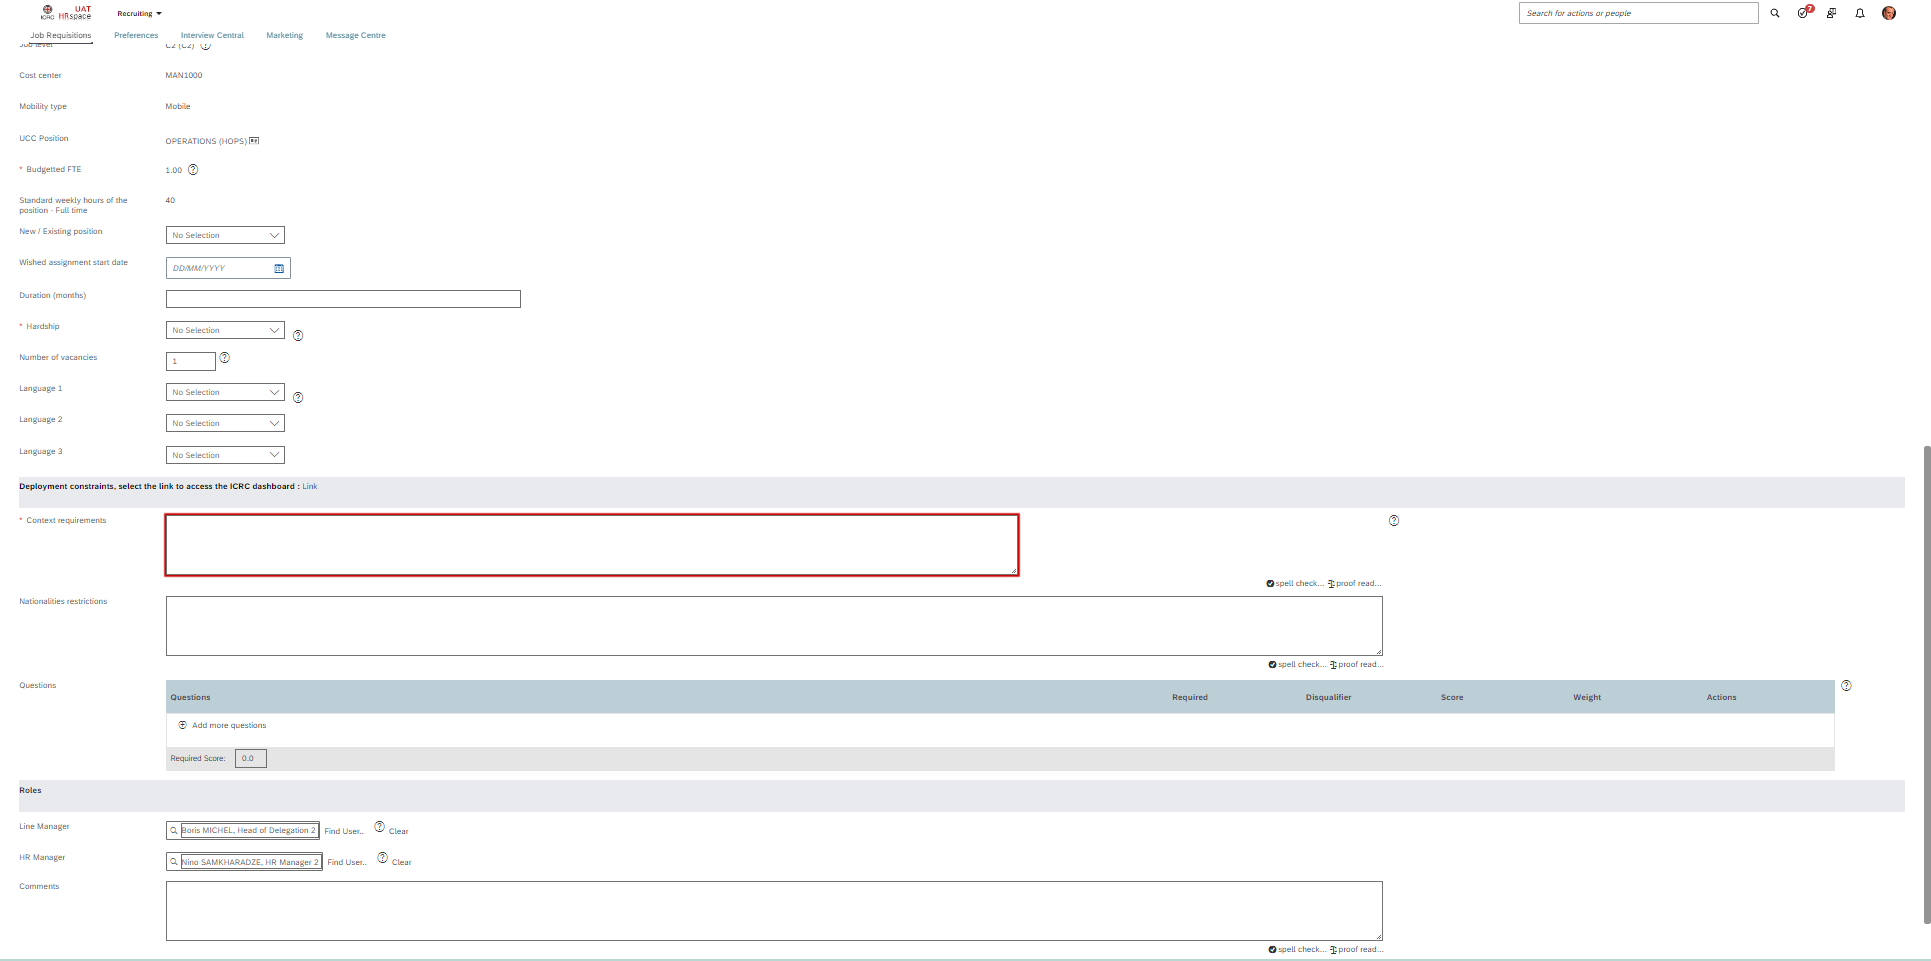 UAT
ICRC HRspace
Recruiting
Search for actions or people
7
Job Requisitions
Preferences
Interview Central
Marketing
Message Centre
Job level
C2 (C2)
Cost center
MAN1000
Mobility type
Mobile
UCC Position
OPERATIONS (HOPS)
* Budgetted FTE
1.00
Standard weekly hours of the
position - Full time
40
New / Existing position
No Selection
Wished assignment start date
DD/MM/YYYY
Duration (months)
* Hardship
No Selection
Number of vacancies
1
Language 1
No Selection
Language 2
No Selection
Language 3
No Selection
Deployment constraints, select the link to access the ICRC dashboard : Link
* Context requirements
spell check... proof read...
Nationalities restrictions
spell check... proof read...
Questions
Questions
Required
Disqualifier
Score
Weight
Actions
Add more questions
Required Score: 0.0
Roles
Line Manager
Boris MICHEL, Head of Delegation 2
Find User..
Clear
HR Manager
Nino SAMKHARADZE, HR Manager 2
Find User..
Clear
Comments
spell check... proof read...